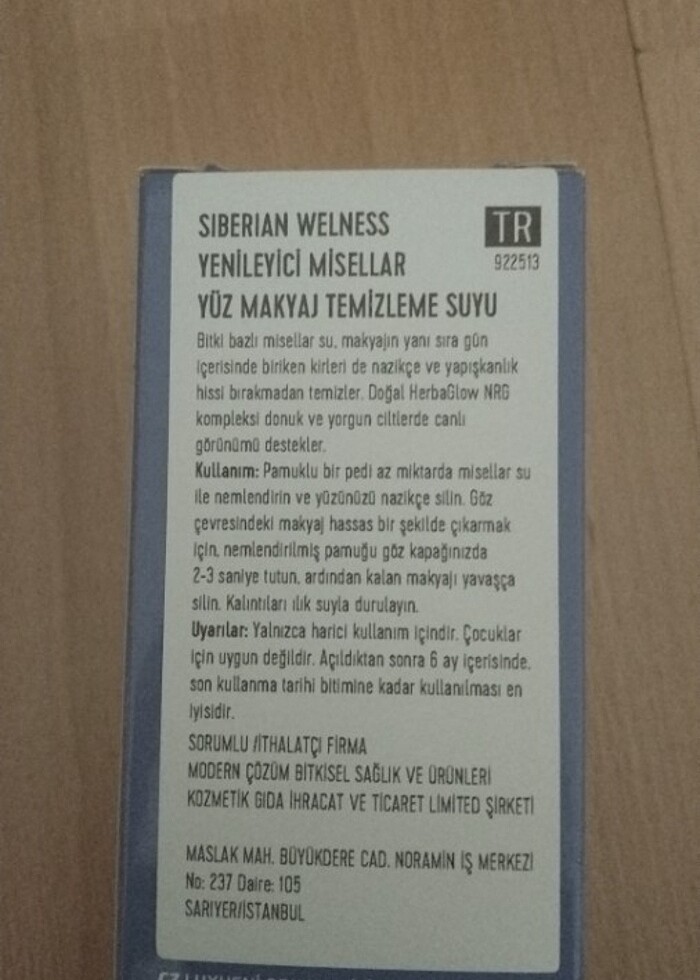 SIBERIAN WELNESS
TR
YENİLEYİCİ MİSELLAR
922513
YÜZ MAKYAJ TEMİZLEME SUYU
Bitki bazlı misellar su, makyajın yanı sıra gün
içerisinde biriken kirleri de nazikçe ve yapışkanlık
hissi bırakmadan temizler. Doğal HerbaGlow NRG
kompleksi donuk ve yorgun ciltlerde canlı
görünümü destekler.
Kullanım: Pamuklu bir pedi az miktarda misellar su
ile nemlendirin ve yüzünüzü nazikçe silin. Göz
çevresindeki makyaj hassas bir şekilde çıkarmak
için, nemlendirilmiş pamuğu göz kapağınızda
2-3 saniye tutun, ardından kalan makyajı yavaşça
silin. Kalıntıları ılık suyla durulayın.
Uyarılar: Yalnızca harici kullanım içindir. Çocuklar
için uygun değildir. Açıldıktan sonra 6 ay içerisinde,
son kullanma tarihi bitimine kadar kullanılması en
iyisidir.
SORUMLU /İTHALATÇI FİRMA
MODERN ÇÖZÜM BİTKİSEL SAĞLIK VE ÜRÜNLERİ
KOZMETİK GIDA İHRACAT VE TİCARET LİMİTED ŞİRKETİ
MASLAK MAH. BÜYÜKDERE CAD. NORAMİN İŞ MERKEZİ
No: 237 Daire: 105
SARIYER/İSTANBUL